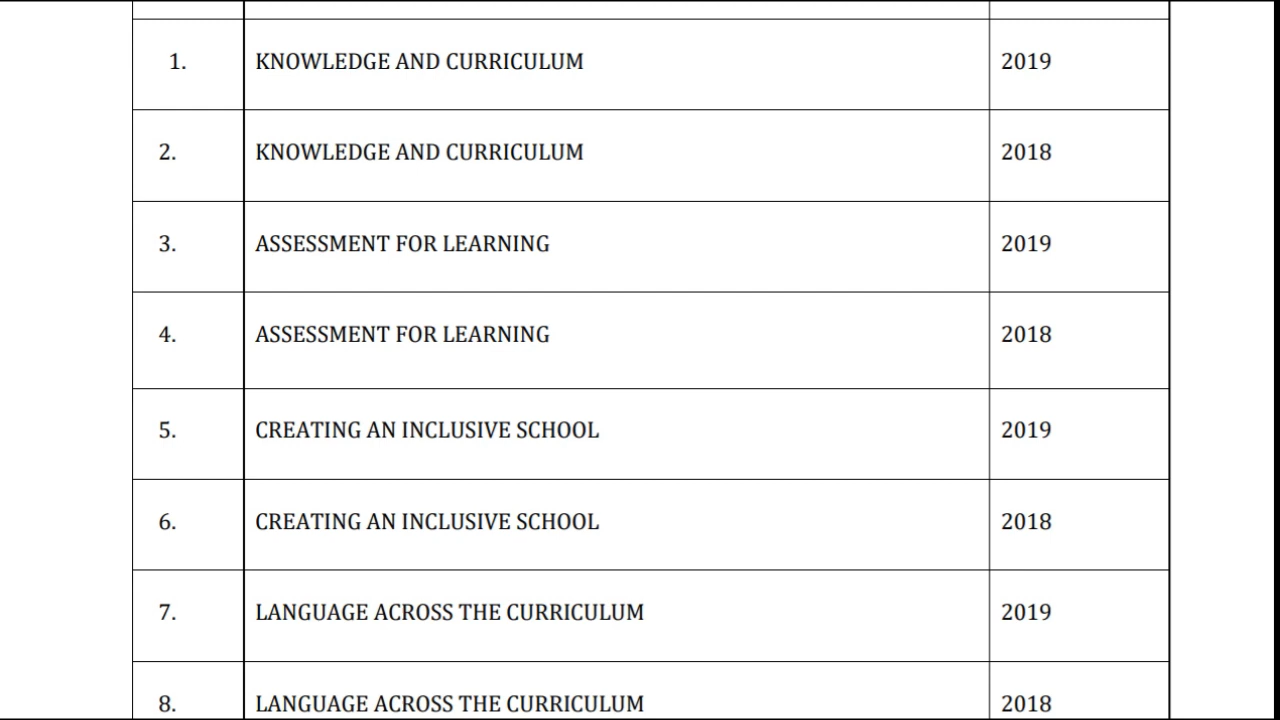 1. KNOWLEDGE AND CURRICULUM 2019
2. KNOWLEDGE AND CURRICULUM 2018
3. ASSESSMENT FOR LEARNING 2019
4. ASSESSMENT FOR LEARNING 2018
5. CREATING AN INCLUSIVE SCHOOL 2019
6. CREATING AN INCLUSIVE SCHOOL 2018
7. LANGUAGE ACROSS THE CURRICULUM 2019
8. LANGUAGE ACROSS THE CURRICULUM 2018